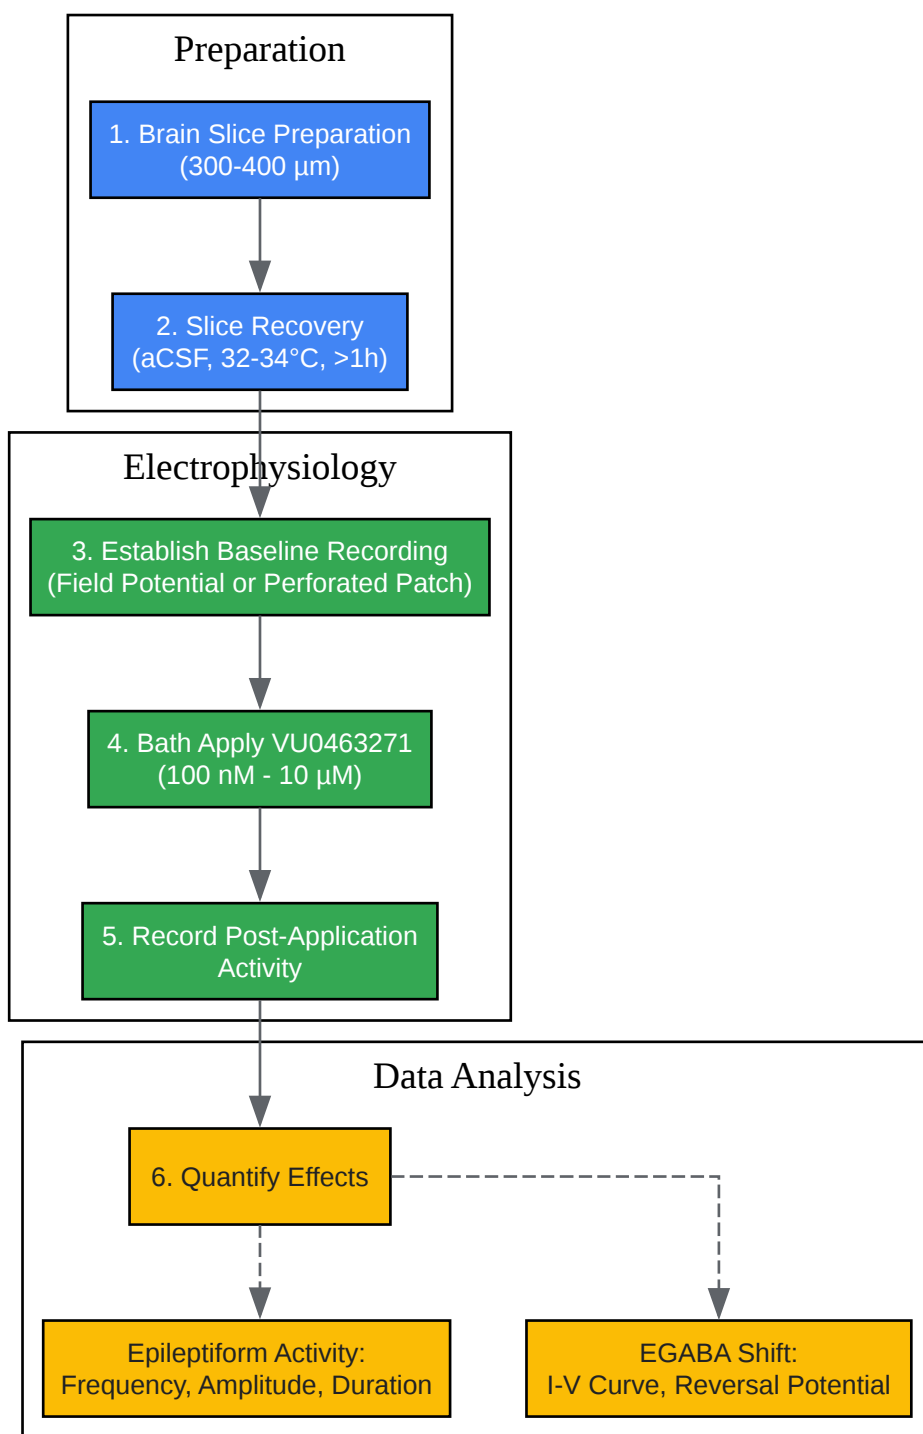 Preparation
1. Brain Slice Preparation
(300-400 µm)
2. Slice Recovery
(aCSF, 32-34°C, >1h)
Electrophysiology
3. Establish Baseline Recording
(Field Potential or Perforated Patch)
4. Bath Apply VU0463271
(100 nM - 10 µM)
5. Record Post-Application
Activity
Data Analysis
6. Quantify Effects
Epileptiform Activity:
Frequency, Amplitude, Duration
EGABA Shift:
I-V Curve, Reversal Potential